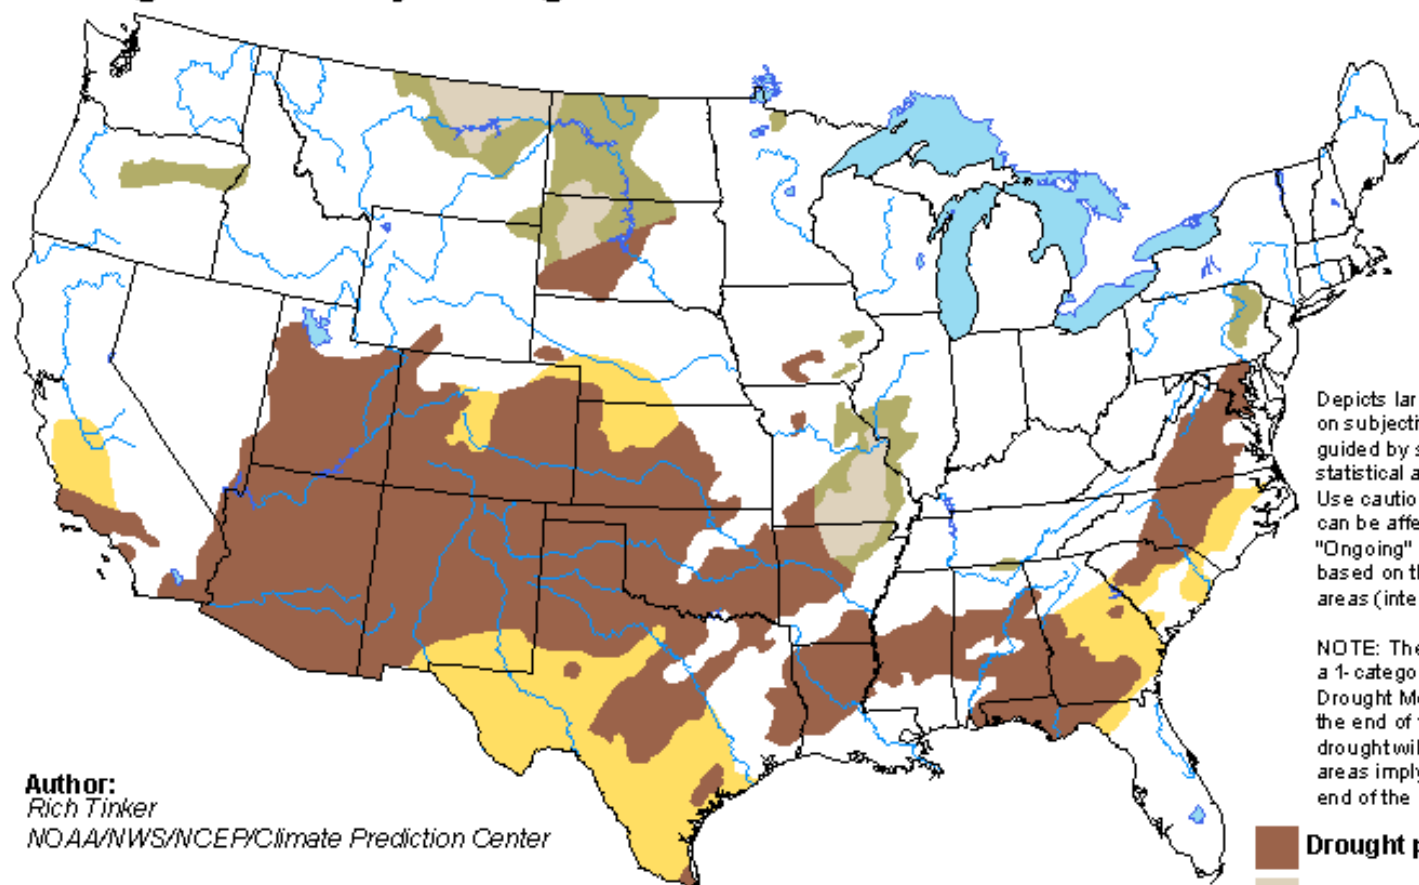 Depicts lar
on subjecti
guided by s
statistical a
Use cautio
can be affe
"Ongoing"
based on th
areas (inte
NOTE: The
a 1-catego
Drought Mo
the end of
drought wil
areas imply
end of the
Author:
Rich Tinker
NOAA/NWS/NCEP/Climate Prediction Center
Drought p